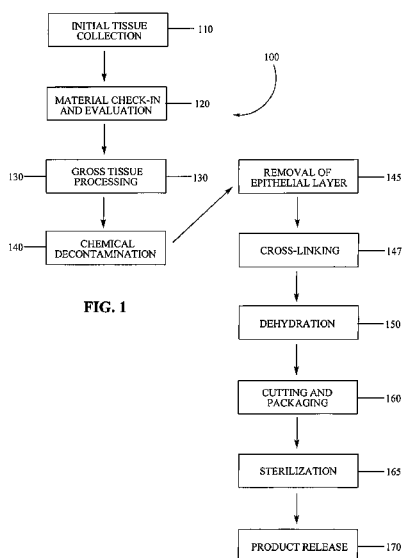 INITIAL TISSUE
COLLECTION
110
100
MATERIAL CHECK-IN
AND EVALUATION
120
130
GROSS TISSUE
PROCESSING
130
140
CHEMICAL
DECONTAMINATION
FIG. 1
REMOVAL OF
EPITHELIAL LAYER
145
CROSS-LINKING
147
DEHYDRATION
150
CUTTING AND
PACKAGING
160
STERILIZATION
165
PRODUCT RELEASE
170